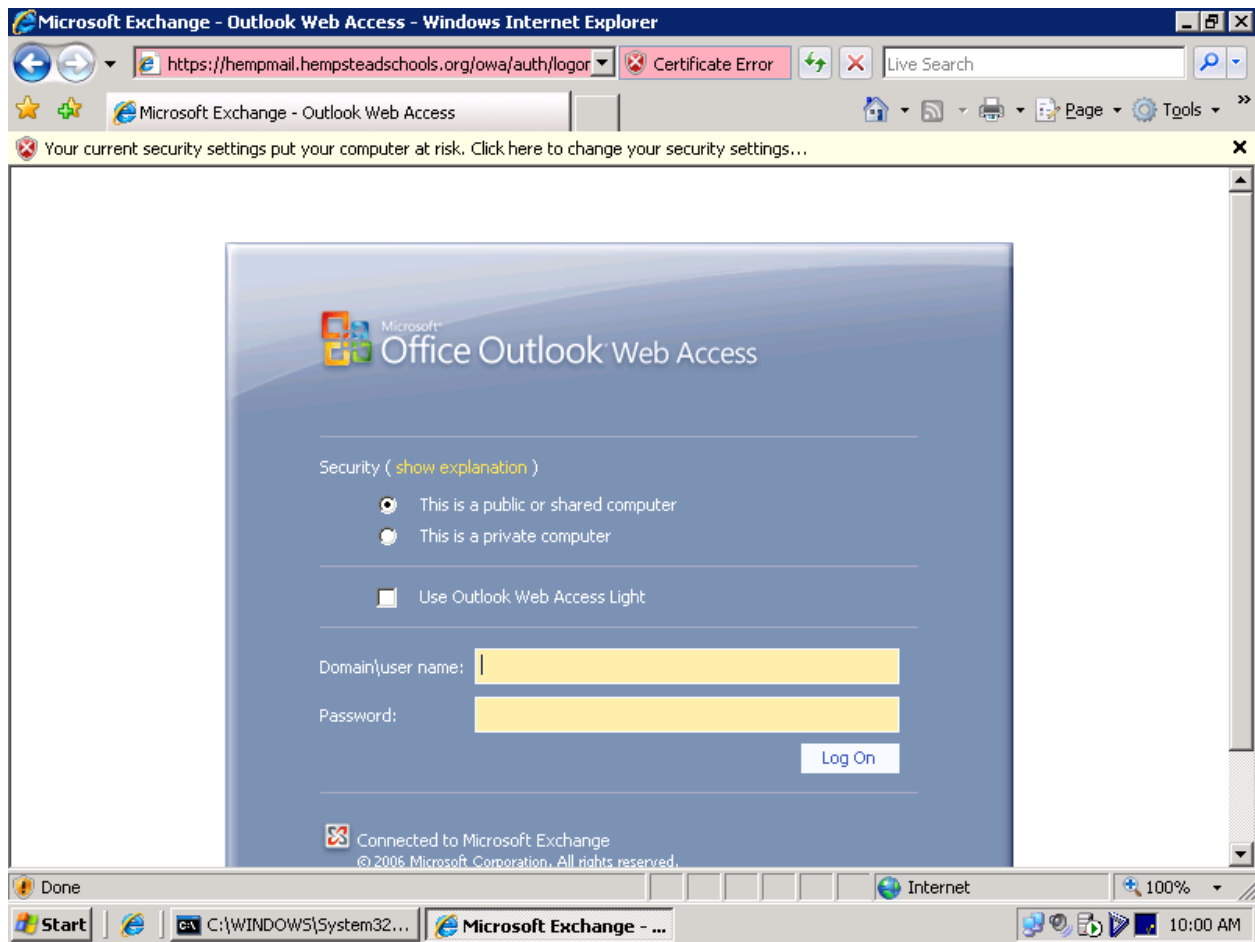 Microsoft Exchange - Outlook Web Access - Windows Internet Explorer
https://hempmail.hempsteadschools.org/owa/auth/logor
Certificate Error
Live Search
Microsoft Exchange - Outlook Web Access
Page
Tools
»
Your current security settings put your computer at risk. Click here to change your security settings...
Microsoft
Office Outlook Web Access
Security ( show explanation )
This is a public or shared computer
This is a private computer
Use Outlook Web Access Light
Domain\user name:
Password:
Log On
Connected to Microsoft Exchange
© 2006 Microsoft Corporation. All rights reserved.
Done
Internet
100%
Start
C:\WINDOWS\System32...
Microsoft Exchange - ...
10:00 AM